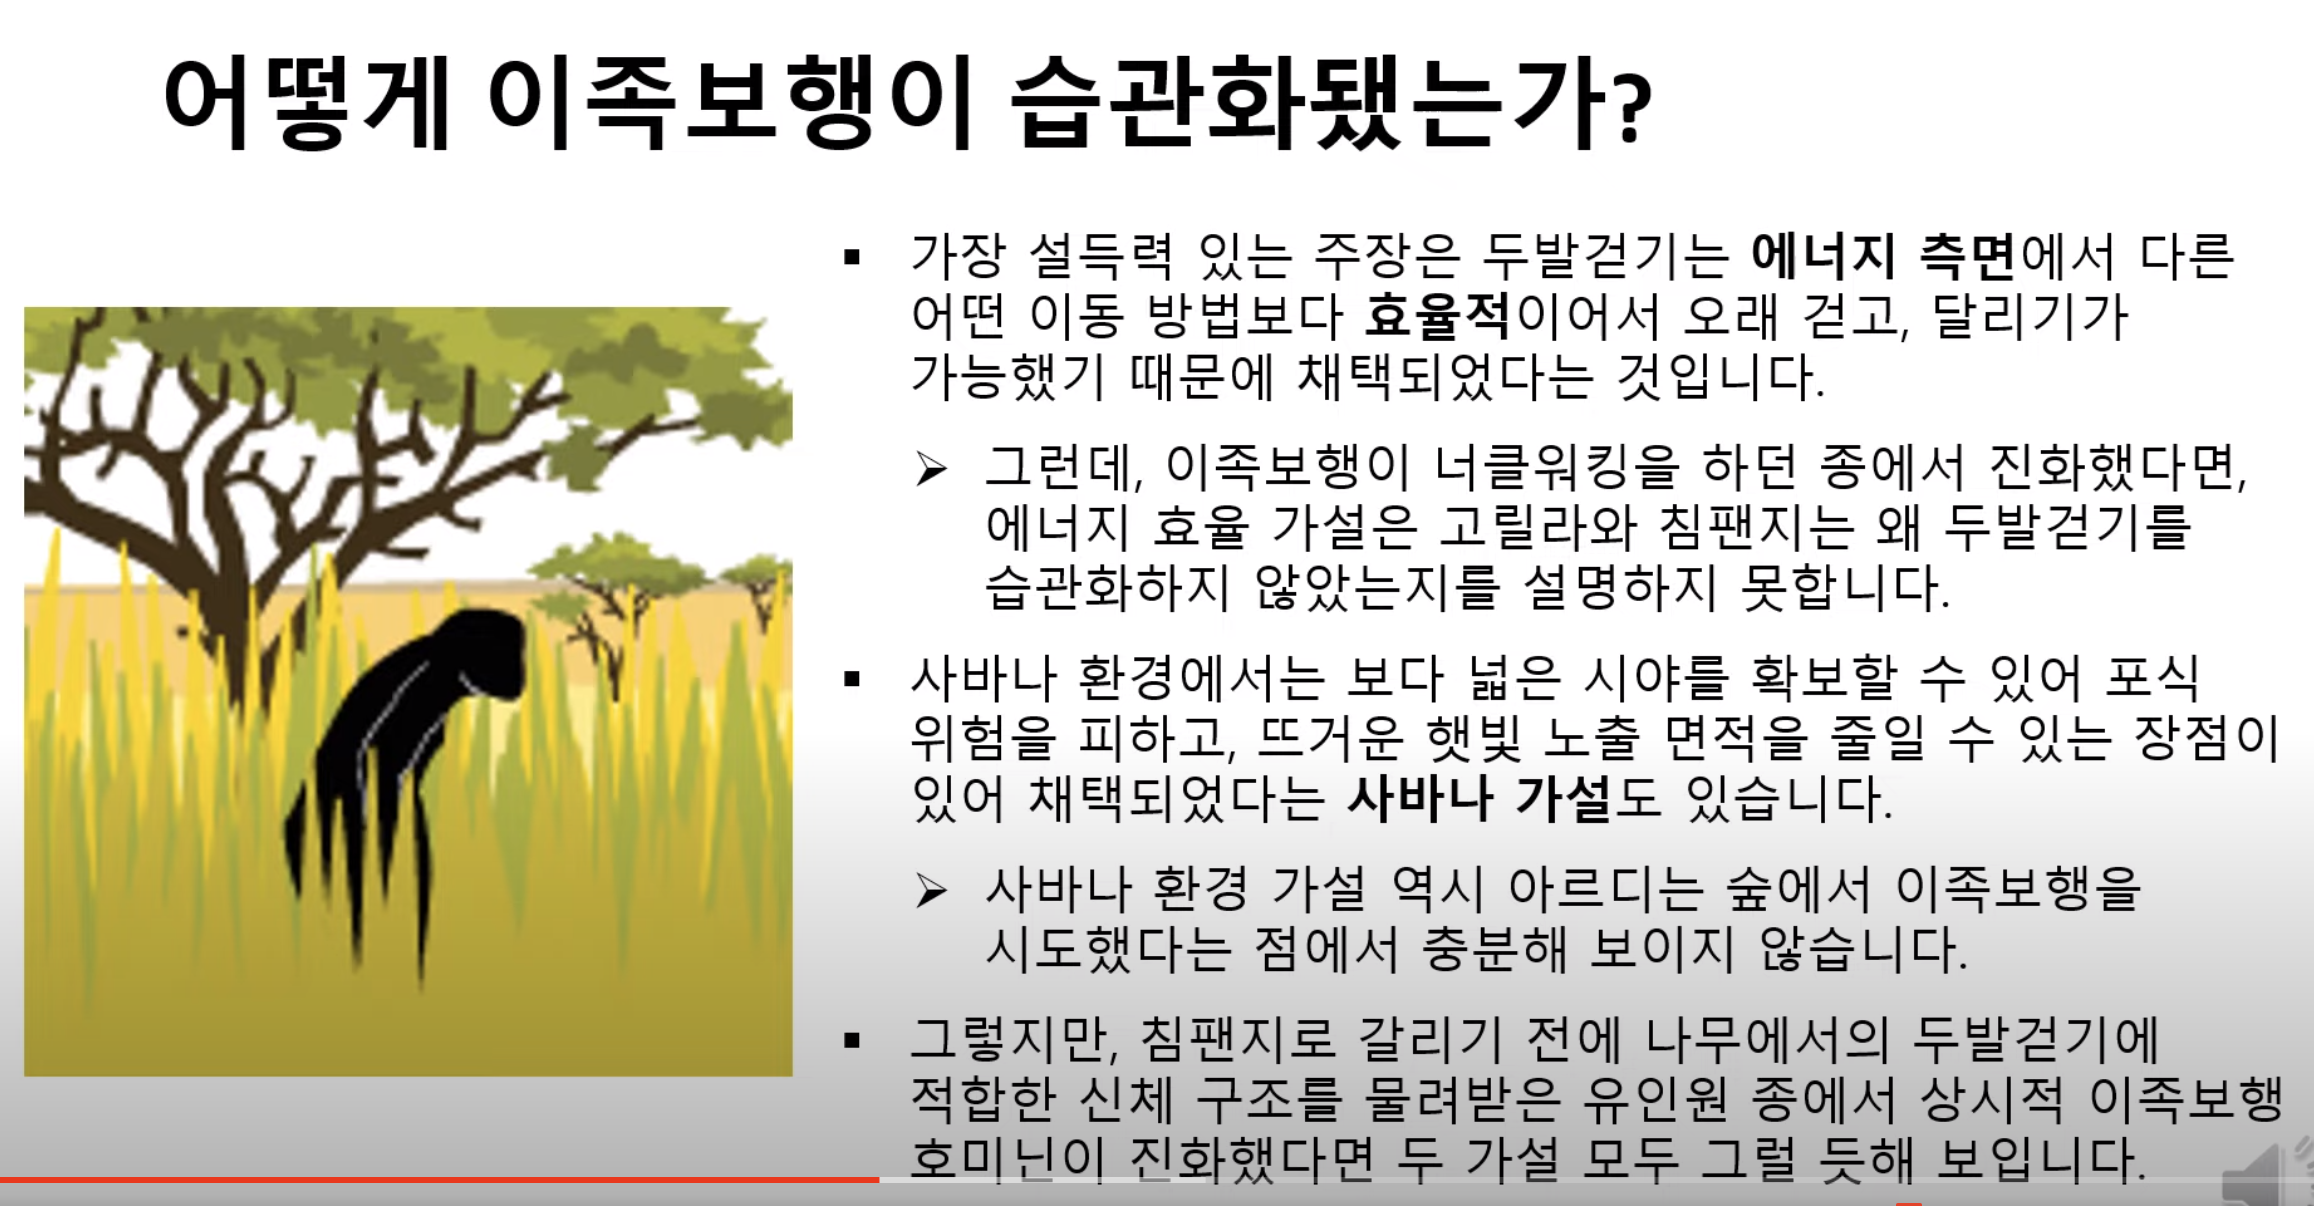 어떻게 이족보행이 습관화됐는가?
▪ 가장 설득력 있는 주장은 두발걷기는 에너지 측면에서 다른
어떤 이동 방법보다 효율적이어서 오래 걷고, 달리기가
가능했기 때문에 채택되었다는 것입니다.
➢ 그런데, 이족보행이 너클워킹을 하던 종에서 진화했다면,
에너지 효율 가설은 고릴라와 침팬지는 왜 두발걷기를
습관화하지 않았는지를 설명하지 못합니다.
▪ 사바나 환경에서는 보다 넓은 시야를 확보할 수 있어 포식
위험을 피하고, 뜨거운 햇빛 노출 면적을 줄일 수 있는 장점이
있어 채택되었다는 사바나 가설도 있습니다.
➢ 사바나 환경 가설 역시 아르디는 숲에서 이족보행을
시도했다는 점에서 충분해 보이지 않습니다.
▪ 그렇지만, 침팬지로 갈리기 전에 나무에서의 두발걷기에
적합한 신체 구조를 물려받은 유인원 종에서 상시적 이족보행
호미닌이 진화했다면 두 가설 모두 그럴 듯해 보입니다.